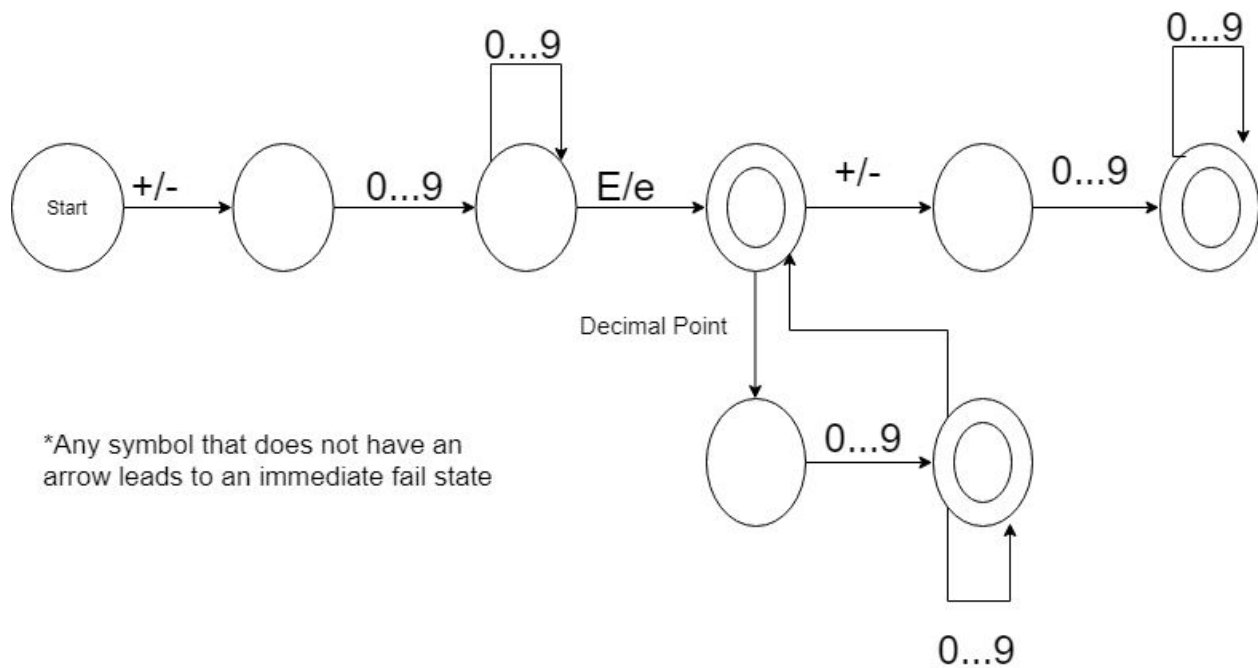 0...9
0...9
Start
+/-
0...9
E/e
+/-
0...9
Decimal Point
*Any symbol that does not have an
arrow leads to an immediate fail state
0...9
0...9